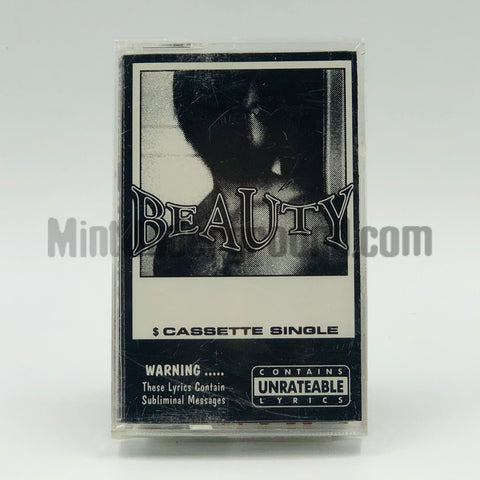 BEAUTY
$ CASSETTE SINGLE
WARNING .....
These Lyrics Contain
Subliminal Messages
CONTAINS
UNRATEABLE
LYRICS